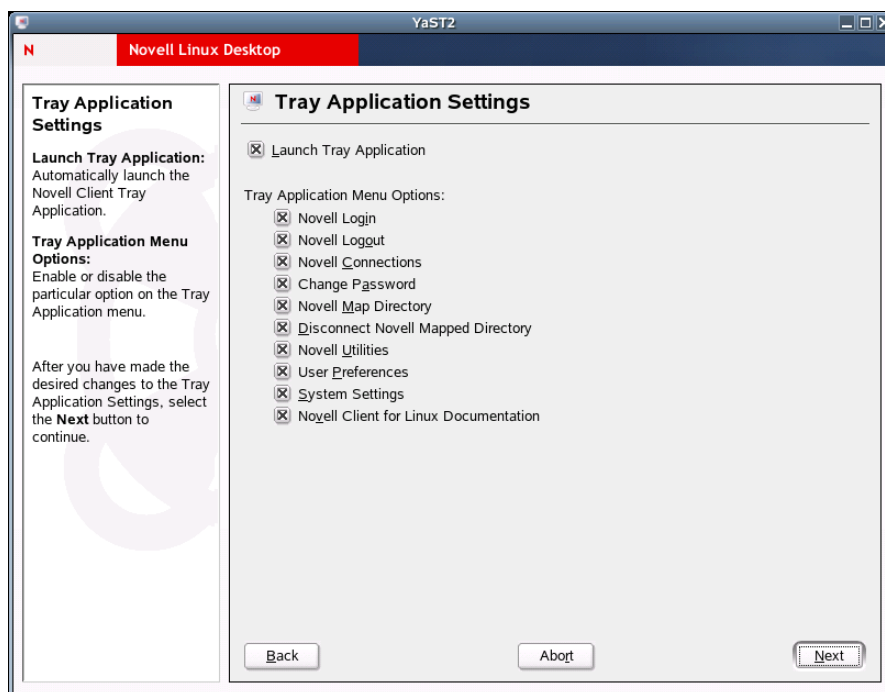 YaST2
N
Novell Linux Desktop
Tray Application
Settings
Launch Tray Application:
Automatically launch the
Novell Client Tray
Application.
Tray Application Menu
Options:
Enable or disable the
particular option on the Tray
Application menu.
After you have made the
desired changes to the Tray
Application Settings, select
the Next button to
continue.
N
Tray Application Settings
Launch Tray Application
Tray Application Menu Options:
Novell Login
Novell Logout
Novell Connections
Change Password
Novell Map Directory
Disconnect Novell Mapped Directory
Novell Utilities
User Preferences
System Settings
Novell Client for Linux Documentation
Back
Abort
Next